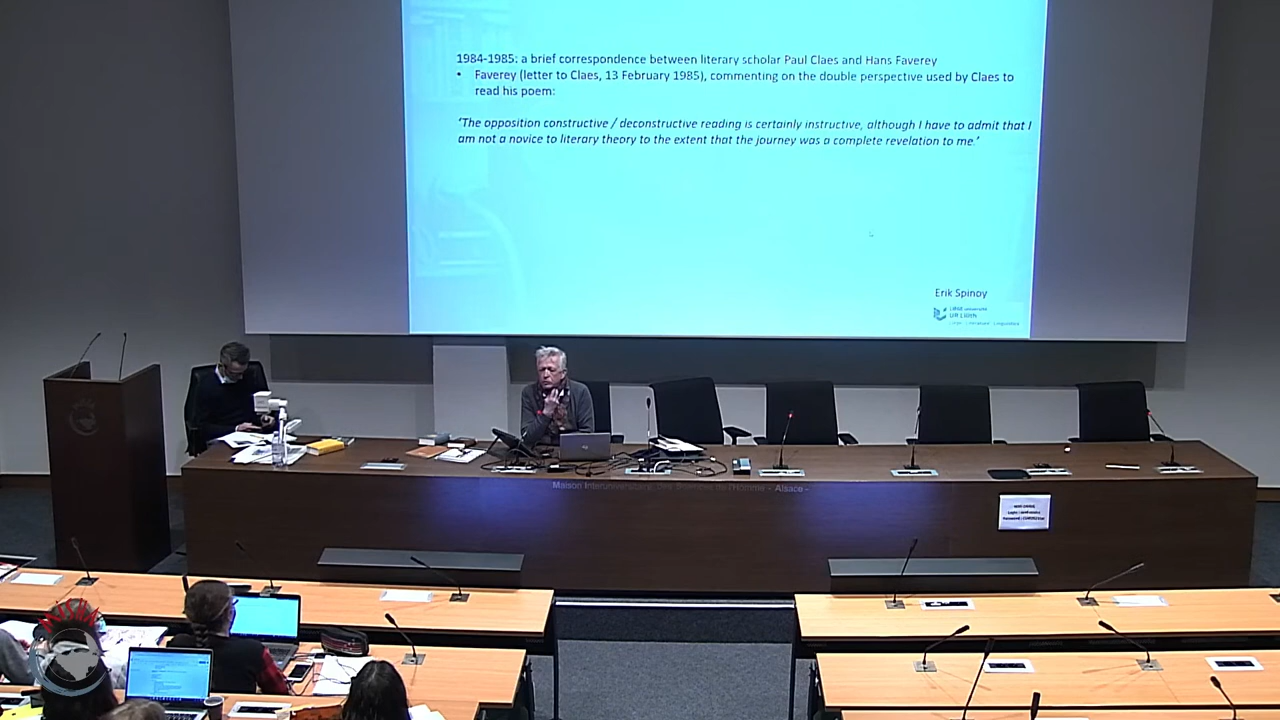 1984-1985: a brief correspondence between literary scholar Paul Claes and Hans Faverey
• Faverey (letter to Claes, 13 February 1985), commenting on the double perspective used by Claes to
read his poem:
'The opposition constructive / deconstructive reading is certainly instructive, although I have to admit that I
am not a novice to literary theory to the extent that the journey was a complete revelation to me.'
Erik Spinoy
Maison Interuniversitaire des Sciences de l'Homme - Alsace -